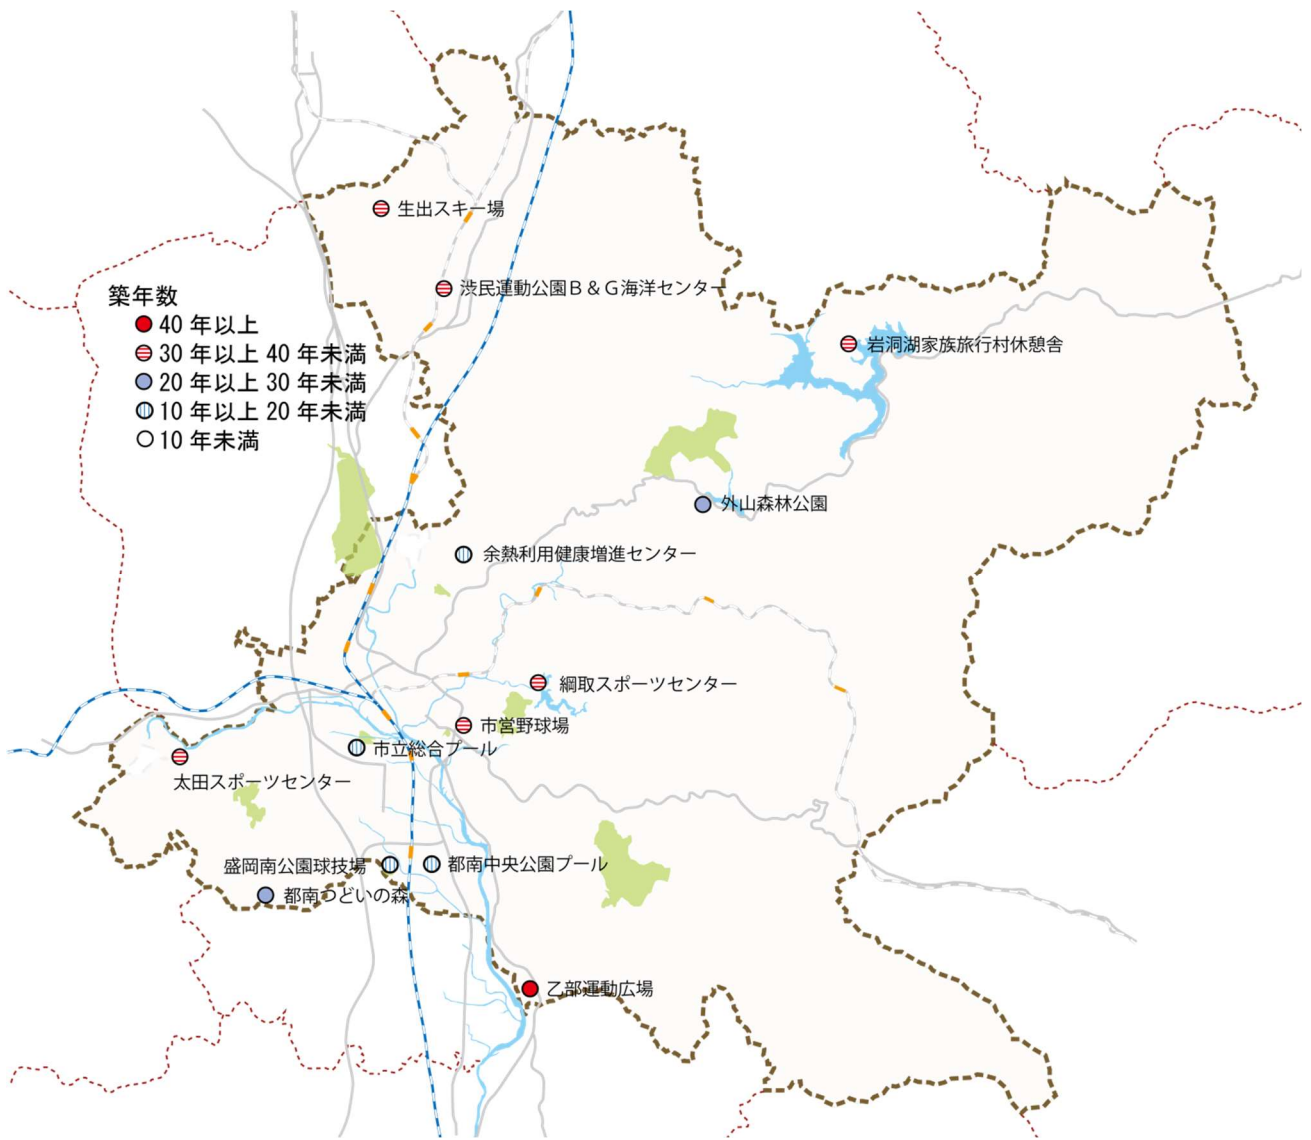 生出スキー場
渋民運動公園B＆G海洋センター
築年数
40 年以上
30 年以上 40 年未満
20 年以上 30 年未満
10 年以上 20 年未満
10 年未満
岩洞湖家族旅行村休憩舎
外山森林公園
余熱利用健康増進センター
綱取スポーツセンター
市営野球場
市立総合プール
太田スポーツセンター
盛岡南公園球技場
都南中央公園プール
都南つどいの森
乙部運動広場